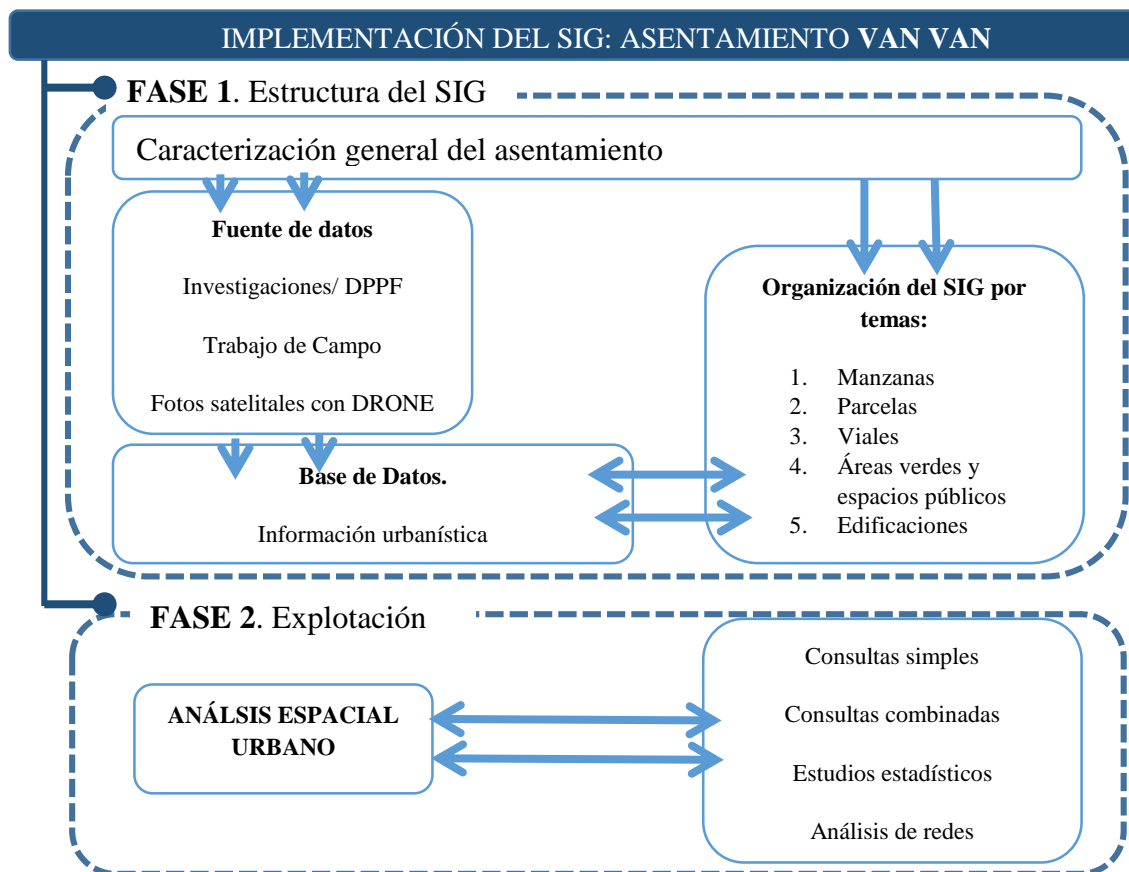 IMPLEMENTACIÓN DEL SIG: ASENTAMIENTO VAN VAN
FASE 1. Estructura del SIG
Caracterización general del asentamiento
Fuente de datos
Investigaciones/ DPPF
Trabajo de Campo
Fotos satelitales con DRONE
Base de Datos.
Información urbanística
Organización del SIG por
temas:
1. Manzanas
2. Parcelas
3. Viales
4. Áreas verdes y
espacios públicos
5. Edificaciones
FASE 2. Explotación
ANÁLSIS ESPACIAL
URBANO
Consultas simples
Consultas combinadas
Estudios estadísticos
Análisis de redes